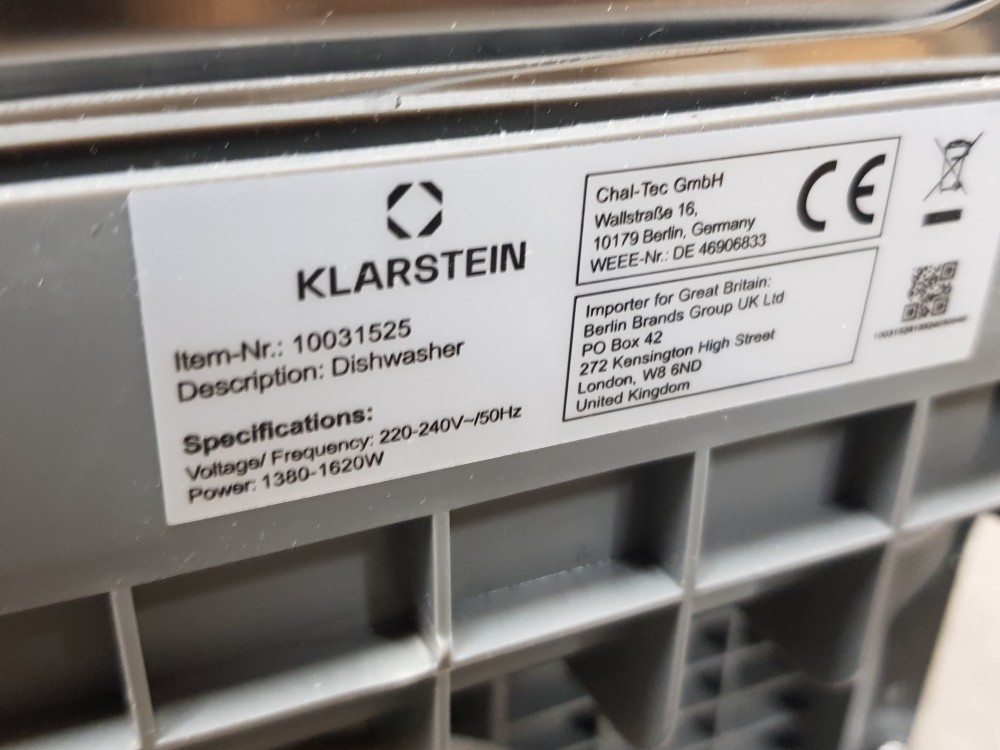 KLARSTEIN
Item-Nr.: 10031525
Description: Dishwasher
Specifications:
Voltage/ Frequency: 220-240V~/50Hz
Power: 1380-1620W
Chal-Tec GmbH
Wallstraße 16,
10179 Berlin, Germany
WEEE-Nr.: DE 46906833
CE
Importer for Great Britain:
Berlin Brands Group UK Ltd
PO Box 42
272 Kensington High Street
London, W8 6ND
United Kingdom